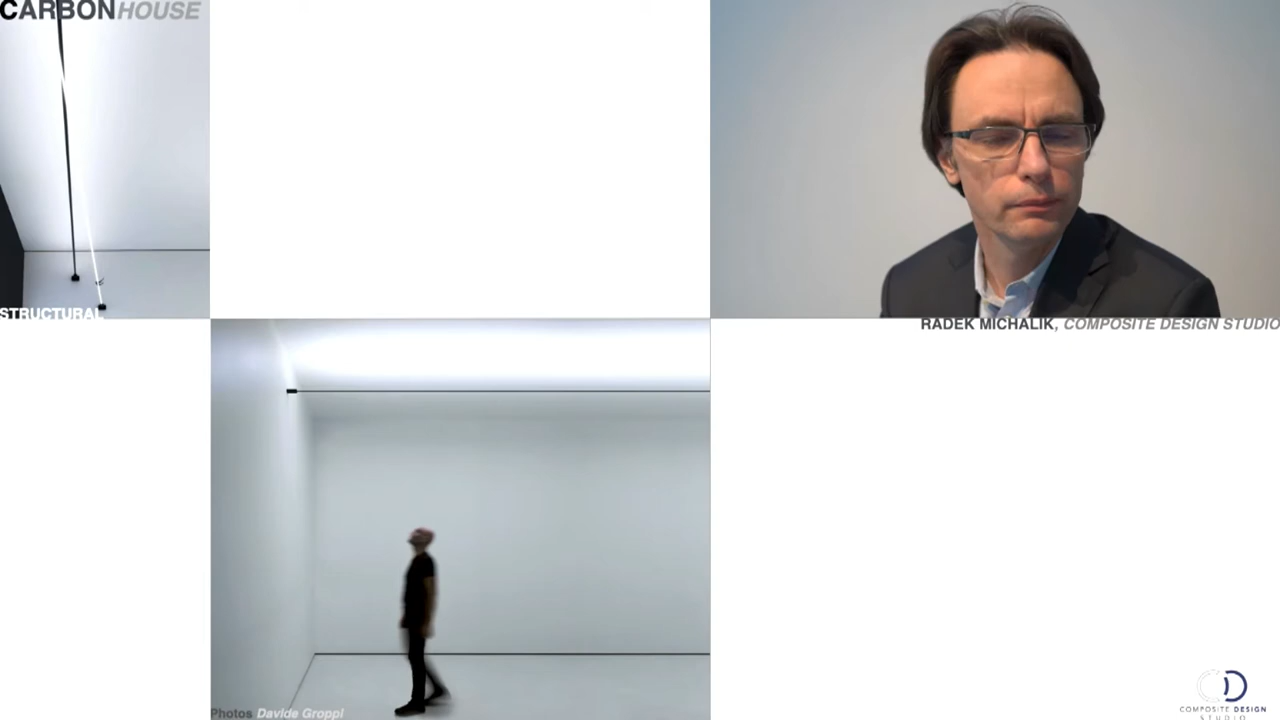 CARBONHOUSE
STRUCTURAL
RADEK MICHALIK, COMPOSITE DESIGN STUDIO
Photos Davide Groppi
COMPOSITE DESIGN
STUDIO